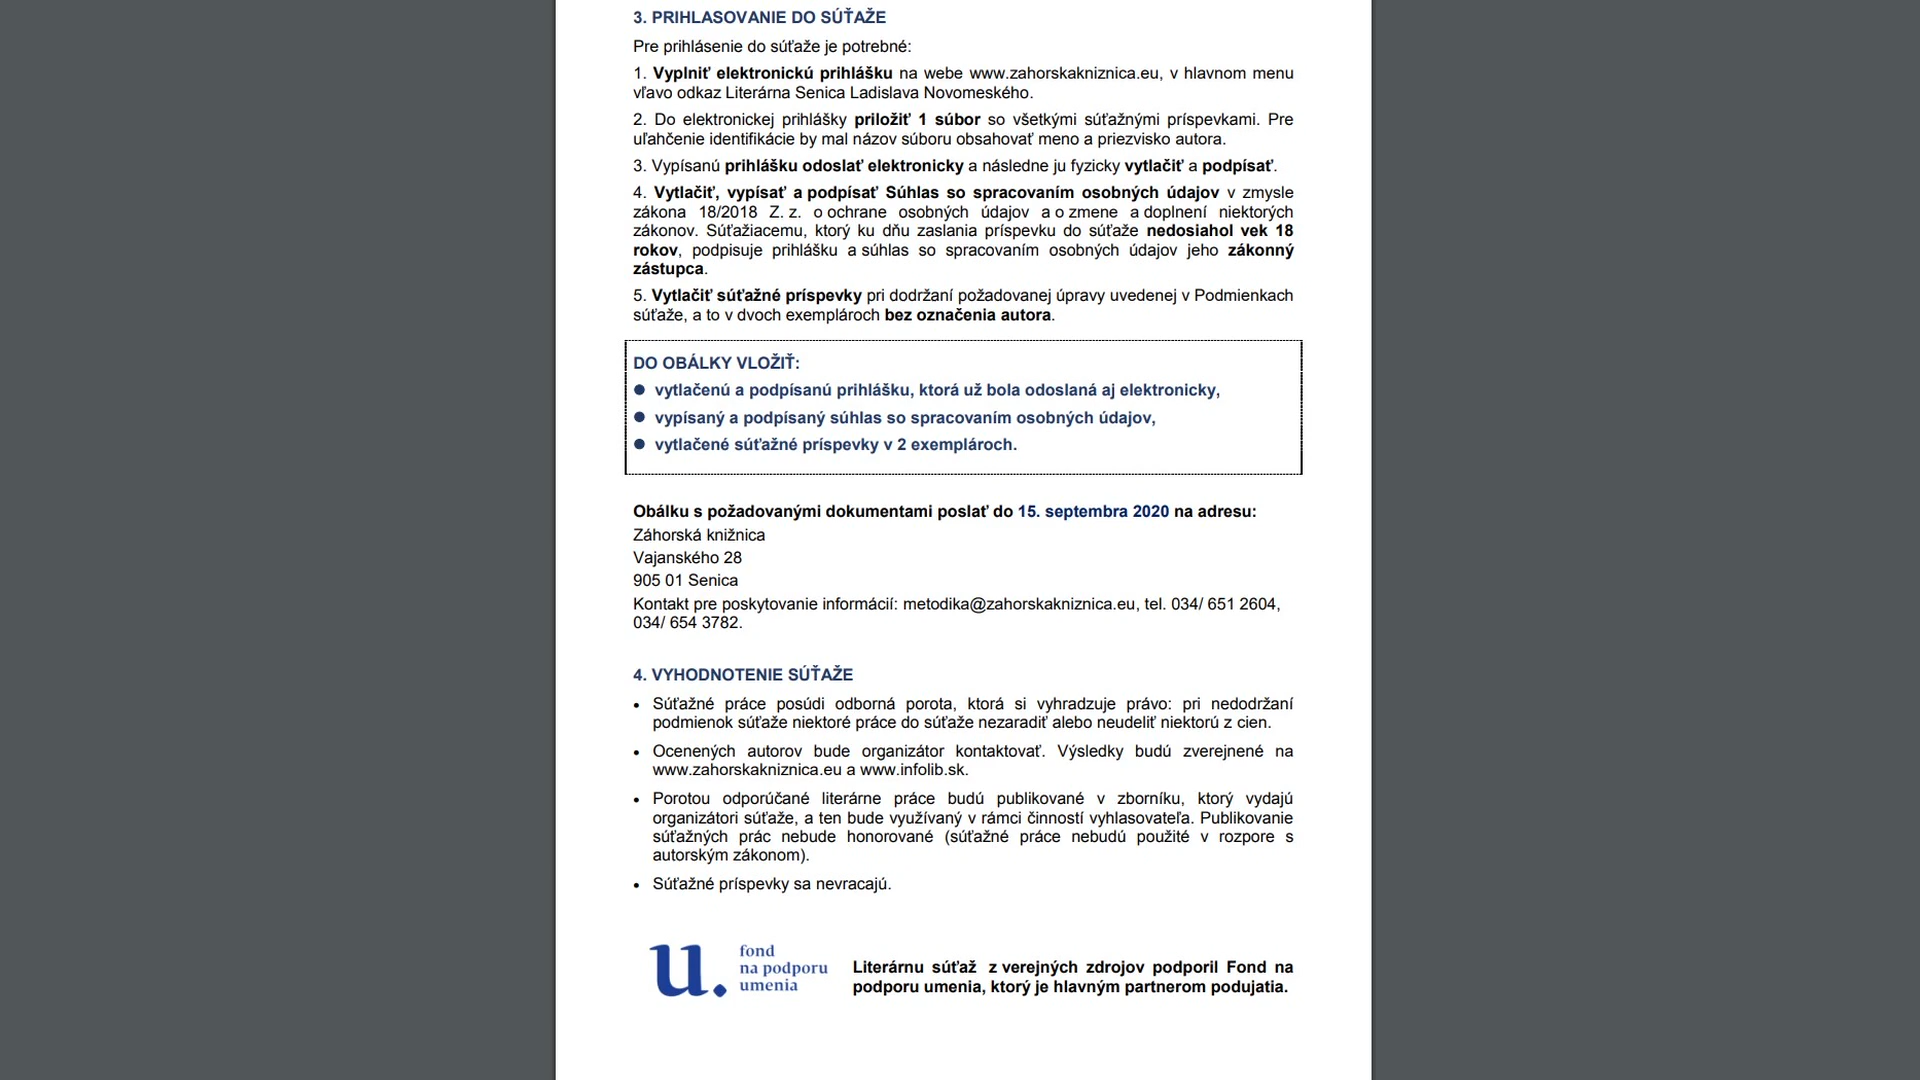 3. PRIHLASOVANIE DO SÚŤAŽE
Pre prihlásenie do súťaže je potrebné:
1. Vyplniť elektronickú prihlášku na webe www.zahorskakniznica.eu, v hlavnom menu
vľavo odkaz Literárna Senica Ladislava Novomeského.
2. Do elektronickej prihlášky priložiť 1 súbor so všetkými súťažnými príspevkami. Pre
uľahčenie identifikácie by mal názov súboru obsahovať meno a priezvisko autora.
3. Vypísanú prihlášku odoslať elektronicky a následne ju fyzicky vytlačiť a podpísať.
4. Vytlačiť, vypísať a podpísať Súhlas so spracovaním osobných údajov v zmysle
zákona 18/2018 Z. z. o ochrane osobných údajov a o zmene a doplnení niektorých
zákonov. Súťažiacemu, ktorý ku dňu zaslania príspevku do súťaže nedosiahol vek 18
rokov, podpisuje prihlášku a súhlas so spracovaním osobných údajov jeho zákonný
zástupca.
5. Vytlačiť súťažné príspevky pri dodržaní požadovanej úpravy uvedenej v Podmienkach
súťaže, a to v dvoch exemplároch bez označenia autora.
DO OBÁLKY VLOŽIŤ:
● vytlačenú a podpísanú prihlášku, ktorá už bola odoslaná aj elektronicky,
● vypísaný a podpísaný súhlas so spracovaním osobných údajov,
● vytlačené súťažné príspevky v 2 exemplároch.
Obálku s požadovanými dokumentami poslať do 15. septembra 2020 na adresu:
Záhorská knižnica
Vajanského 28
905 01 Senica
Kontakt pre poskytovanie informácií: metodika@zahorskakniznica.eu, tel. 034/ 651 2604,
034/ 654 3782.
4. VYHODNOTENIE SÚŤAŽE
• Súťažné práce posúdi odborná porota, ktorá si vyhradzuje právo: pri nedodržaní
podmienok súťaže niektoré práce do súťaže nezaradiť alebo neudeliť niektorú z cien.
• Ocenených autorov bude organizátor kontaktovať. Výsledky budú zverejnené na
www.zahorskakniznica.eu a www.infolib.sk.
• Porotou odporúčané literárne práce budú publikované v zborníku, ktorý vydajú
organizátori súťaže, a ten bude využívaný v rámci činností vyhlasovateľa. Publikovanie
súťažných prác nebude honorované (súťažné práce nebudú použité v rozpore s
autorským zákonom).
• Súťažné príspevky sa nevracajú.
u.
fond
na podporu
umenia
Literárnu súťaž z verejných zdrojov podporil Fond na
podporu umenia, ktorý je hlavným partnerom podujatia.